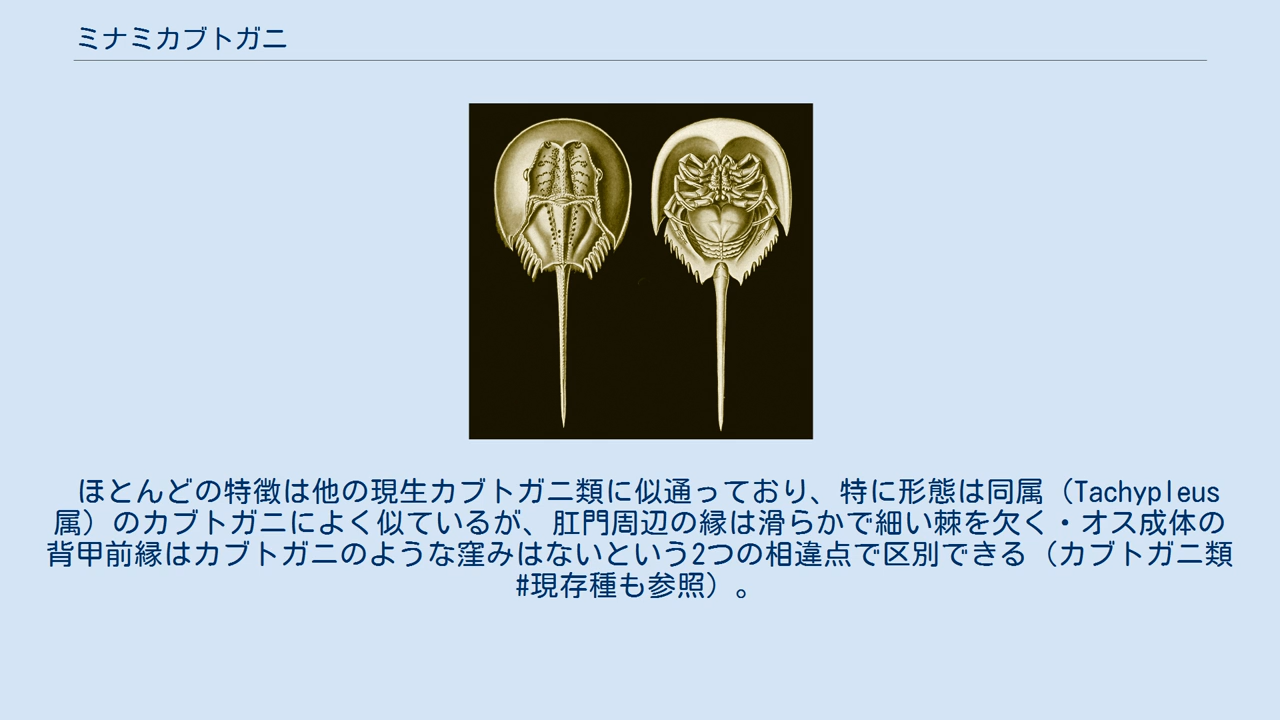 ミナミカブトガニ
ほとんどの特徴は他の現生カブトガニ類に似通っており、特に形態は同属（Tachypleus
属）のカブトガニによく似ているが、肛門周辺の縁は滑らかで細い棘を欠く・オス成体の
背甲前縁はカブトガニのような窪みはないという2つの相違点で区別できる（カブトガニ類
#現存種も参照）。